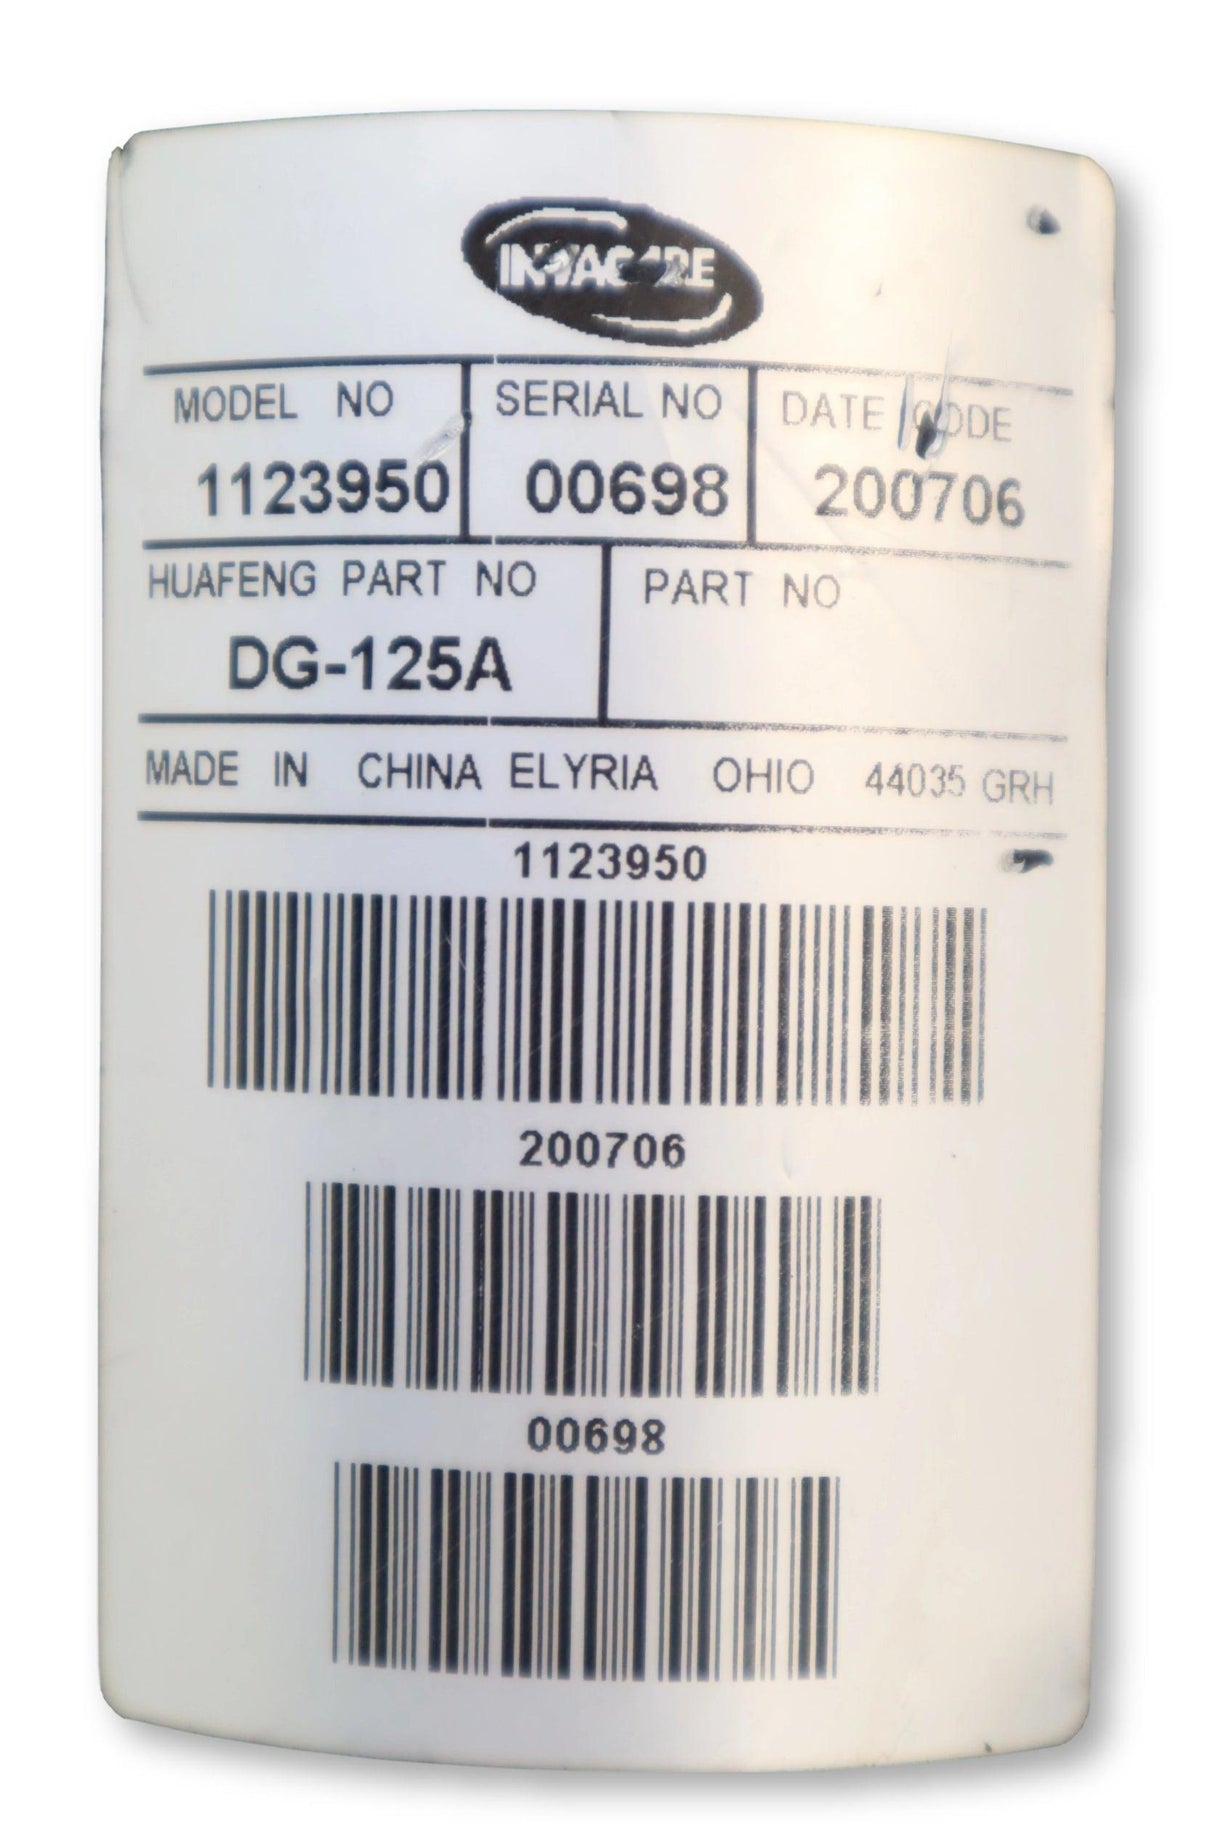 INVACARE
MODEL NO SERIAL NO DATE CODE
1123950 00698 200706
HUAFENG PART NO PART NO
DG-125A
MADE IN CHINA ELYRIA OHIO 44035 GRH
1123950
200706
00698